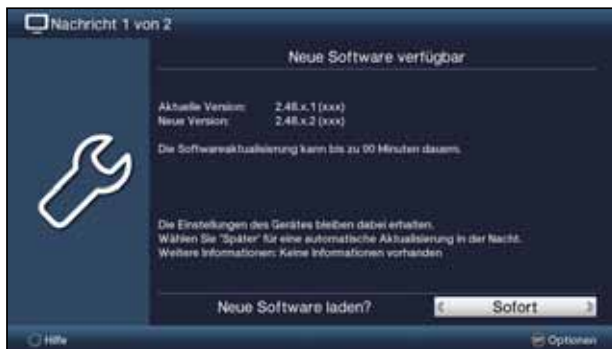 Nachricht 1 von 2
Neue Software verfügbar
Aktuelle Version: 2.48.x.1 (xxx)
Neue Version: 2.48.x.2 (xxx)
Die Softwareaktualisierung kann bis zu 90 Minuten dauern.
Die Einstellungen des Gerätes bleiben dabei erhalten.
Wählen Sie "Später" für eine automatische Aktualisierung in der Nacht.
Weitere Informationen: Keine Informationen vorhanden
Neue Software laden? Sofort
Hilfe Optionen